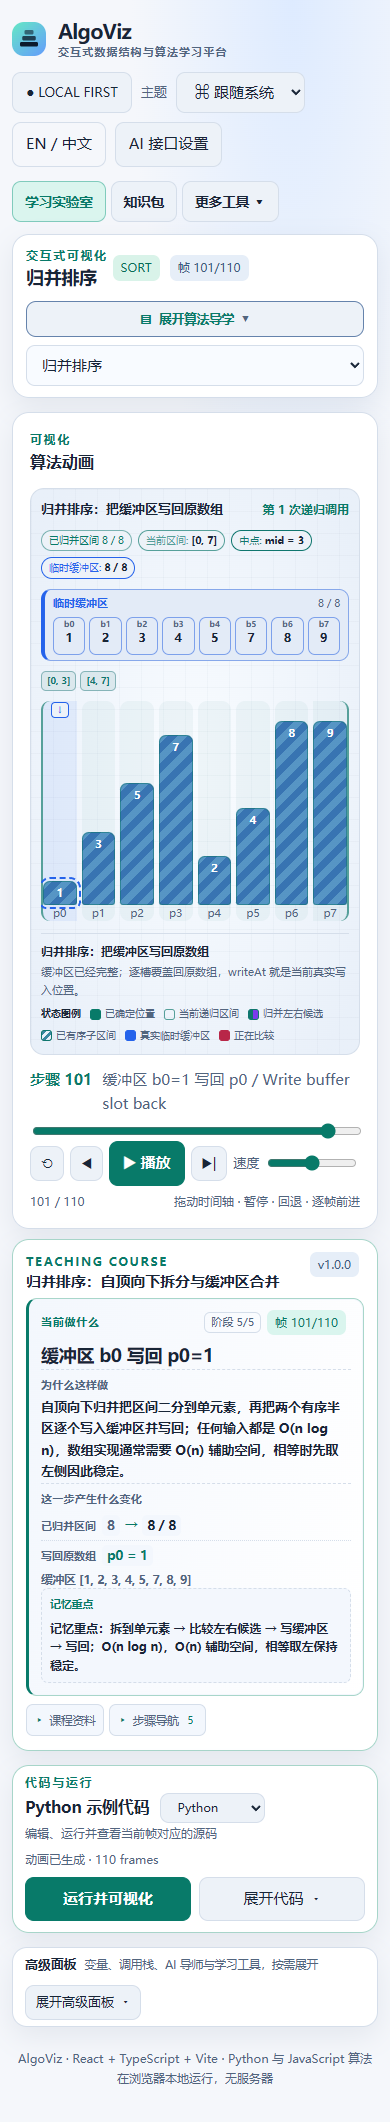 AlgoViz
交互式数据结构与算法学习平台
● LOCAL FIRST 主题 ⌘ 跟随系统
EN / 中文 AI 接口设置
学习实验室 知识包 更多工具 ▾
交互式可视化
归并排序 SORT 帧 101/110
▤ 展开算法导学 ▼
归并排序
可视化
算法动画
归并排序：把缓冲区写回原数组 第 1 次递归调用
已归并区间 8 / 8 当前区间: [0, 7] 中点: mid = 3
临时缓冲区: 8 / 8
临时缓冲区 8 / 8
b0 b1 b2 b3 b4 b5 b6 b7
1 2 3 4 5 7 8 9
[0, 3] [4, 7]
↓
1 3 5 7 2 4 8 9
p0 p1 p2 p3 p4 p5 p6 p7
归并排序：把缓冲区写回原数组
缓冲区已经完整；逐槽覆盖回原数组，writeAt 就是当前真实写
入位置。
状态图例 已确定位置 当前递归区间 归并左右候选
已有序子区间 真实临时缓冲区 正在比较
步骤 101 缓冲区 b0=1 写回 p0 / Write buffer
slot back
⟲ ◀ ▶ 播放 ▶| 速度
101 / 110 拖动时间轴 · 暂停 · 回退 · 逐帧前进
TEACHING COURSE
归并排序：自顶向下拆分与缓冲区合并 v1.0.0
当前做什么 阶段 5/5 帧 101/110
缓冲区 b0 写回 p0=1
为什么这样做
自顶向下归并把区间二分到单元素，再把两个有序半
区逐个写入缓冲区并写回；任何输入都是 O(n log
n)，数组实现通常需要 O(n) 辅助空间，相等时先取
左侧因此稳定。
这一步产生什么变化
已归并区间 8 → 8 / 8
写回原数组 p0 = 1
缓冲区 [1, 2, 3, 4, 5, 7, 8, 9]
记忆重点
记忆重点：拆到单元素 → 比较左右候选 → 写缓冲区
→ 写回；O(n log n)，O(n) 辅助空间，相等取左保持
稳定。
▸ 课程资料 ▸ 步骤导航 5
代码与运行
Python 示例代码 Python
编辑、运行并查看当前帧对应的源码
动画已生成 · 110 frames
运行并可视化 展开代码
高级面板 变量、调用栈、AI 导师与学习工具，按需展开
展开高级面板
AlgoViz · React + TypeScript + Vite · Python 与 JavaScript 算法
在浏览器本地运行，无服务器